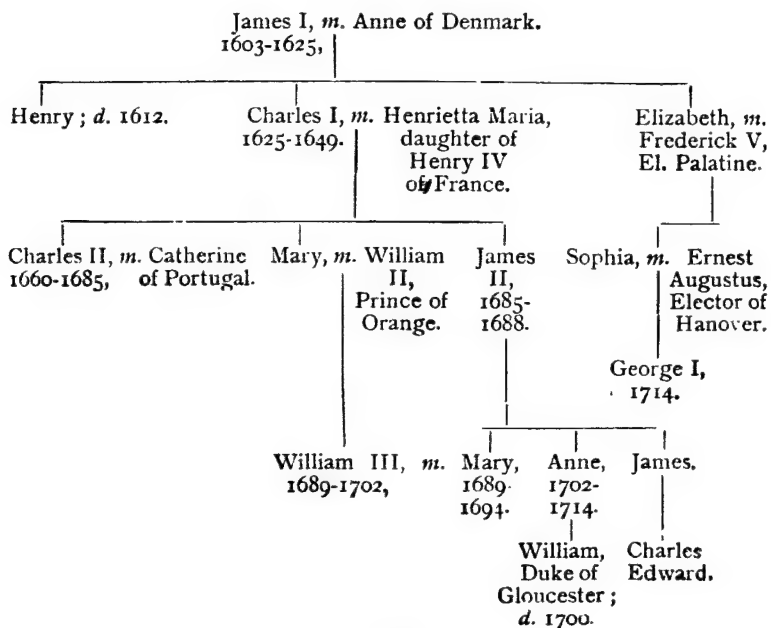 James I, m. Anne of Denmark.
1603-1625,
Henry; d. 1612.
Charles I, m. Henrietta Maria,
1625-1649. daughter of
Henry IV
of France.
Elizabeth, m.
Frederick V,
El. Palatine.
Charles II, m. Catherine
1660-1685, of Portugal.
Mary, m. William
II,
Prince of
Orange.
James
II,
1685-
1688.
Sophia, m. Ernest
Augustus,
Elector of
Hanover.
George I,
1714.
William III, m. Mary,
1689-1702, 1689-
1694.
Anne,
1702-
1714.
James.
William,
Duke of
Gloucester;
d. 1700.
Charles
Edward.